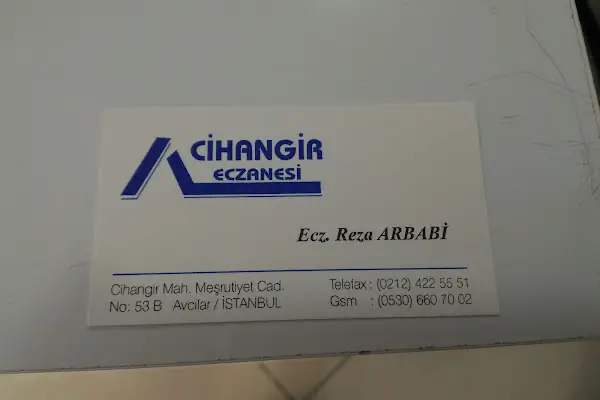 CİHANGİR
ECZANESİ
Ecz. Reza ARBABİ
Cihangir Mah. Meşrutiyet Cad.
No: 53 B Avcılar / İSTANBUL
Telefax : (0212) 422 55 51
Gsm : (0530) 660 70 02